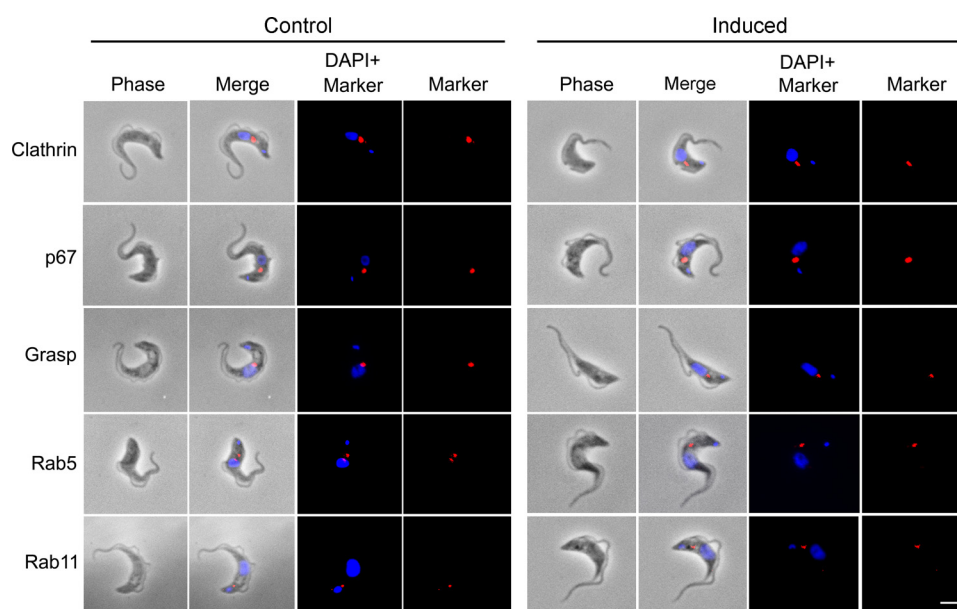 Control
Induced
Phase Merge DAPI+
Marker Marker
Phase Merge DAPI+
Marker Marker
Clathrin
p67
Grasp
Rab5
Rab11